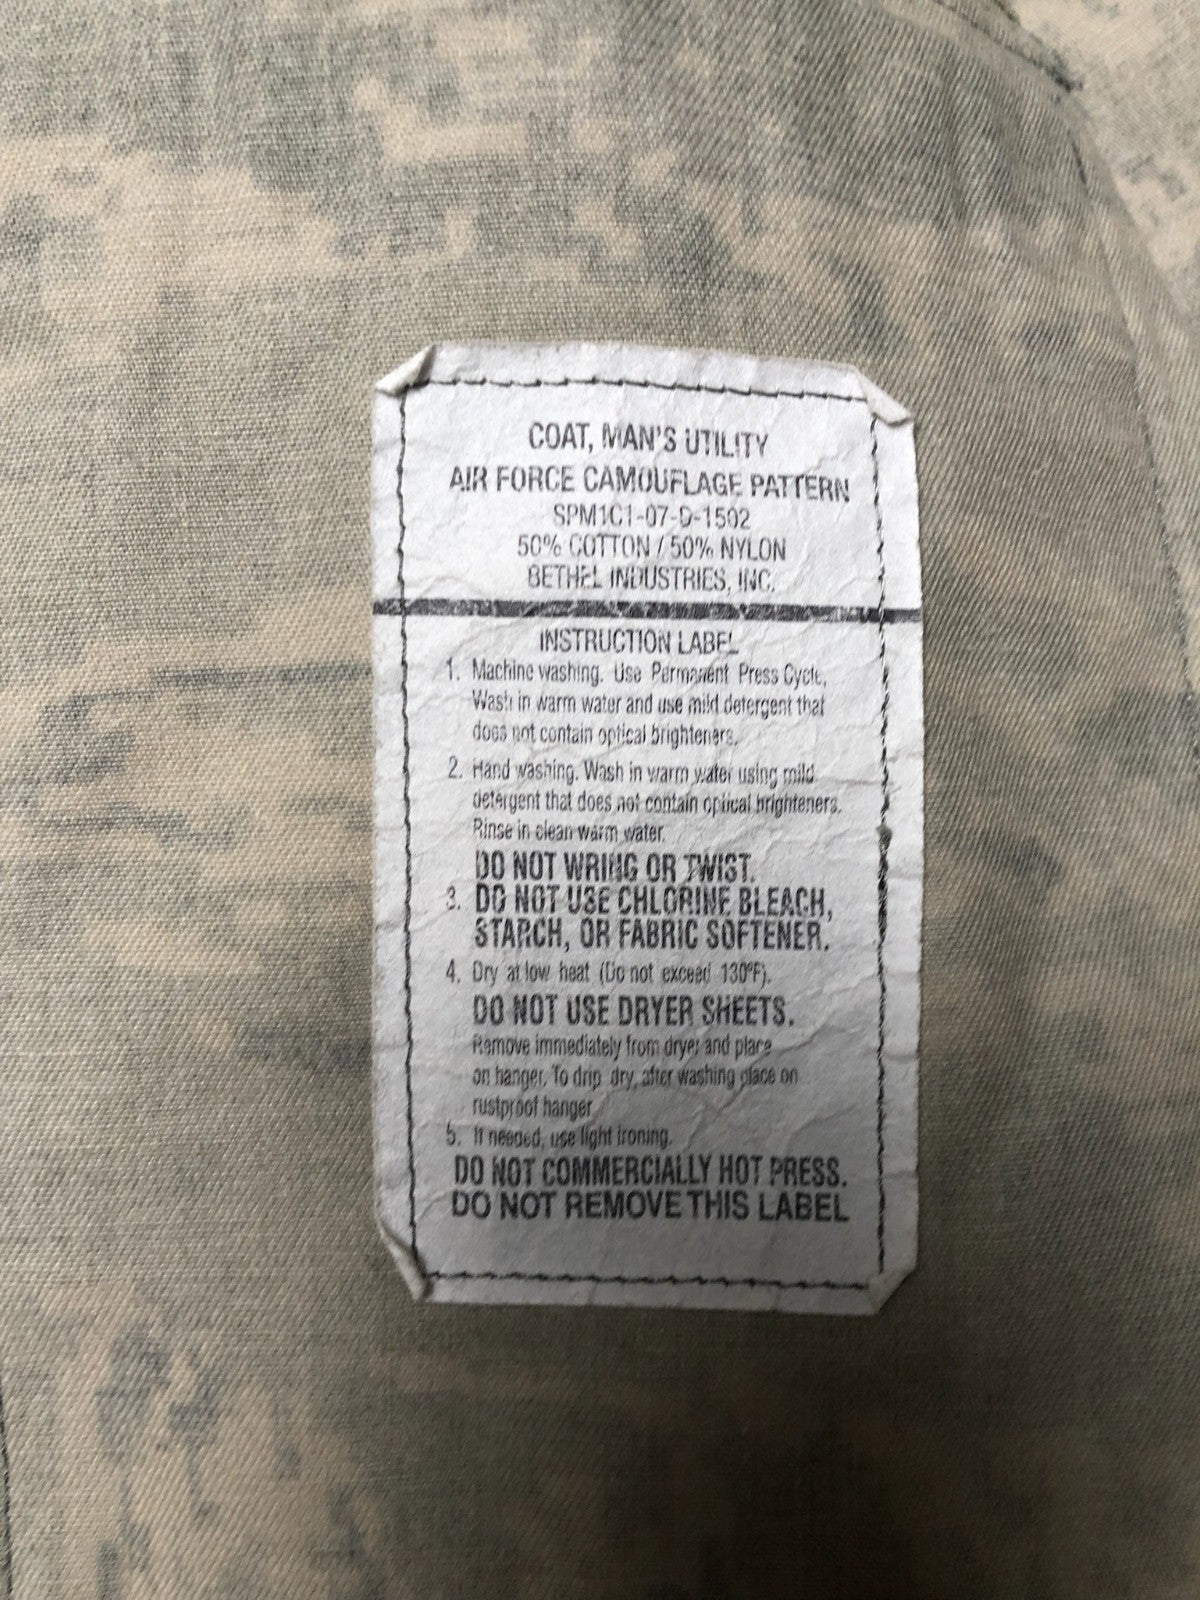 COAT, MAN'S UTILITY
AIR FORCE CAMOUFLAGE PATTERN
SPM1C1-07-D-1502
50% COTTON / 50% NYLON
BETHEL INDUSTRIES, INC.
INSTRUCTION LABEL
1. Machine washing. Use Permanent Press Cycle,
Wash in warm water and use mild detergent that
does not contain optical brighteners.
2. Hand washing. Wash in warm water using mild
detergent that does not contain optical brighteners.
Rinse in clean warm water.
DO NOT WRING OR TWIST.
3. DO NOT USE CHLORINE BLEACH,
STARCH, OR FABRIC SOFTENER.
4. Dry at low heat (Do not exceed 130°F).
DO NOT USE DRYER SHEETS.
Remove immediately from dryer and place
on hanger. To drip dry, after washing place on
rustproof hanger
5. If needed, use light ironing.
DO NOT COMMERCIALLY HOT PRESS.
DO NOT REMOVE THIS LABEL